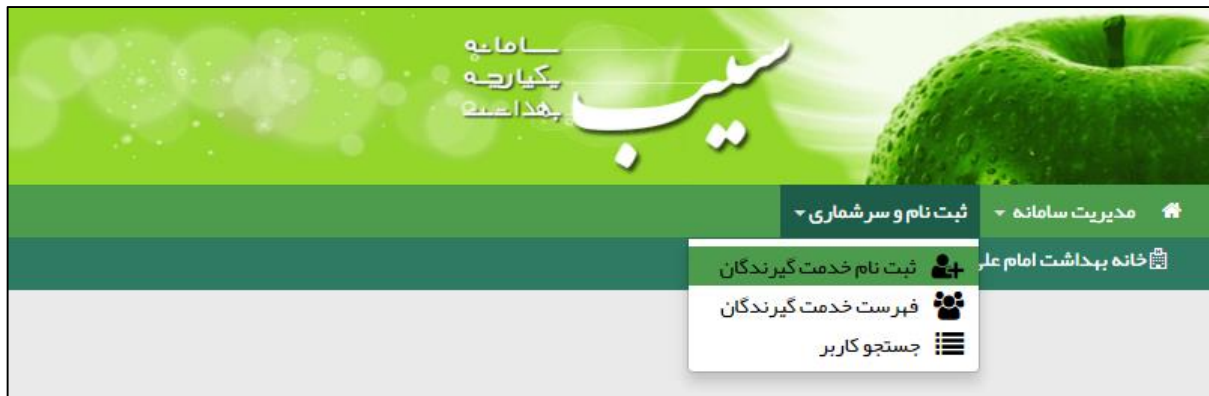 سامانه
یکپارچه
بهداشت
سیب
مدیریت سامانه
ثبت نام و سرشماری
خانه بهداشت امام علی
ثبت نام خدمت گیرندگان
فهرست خدمت گیرندگان
جستجو کاربر